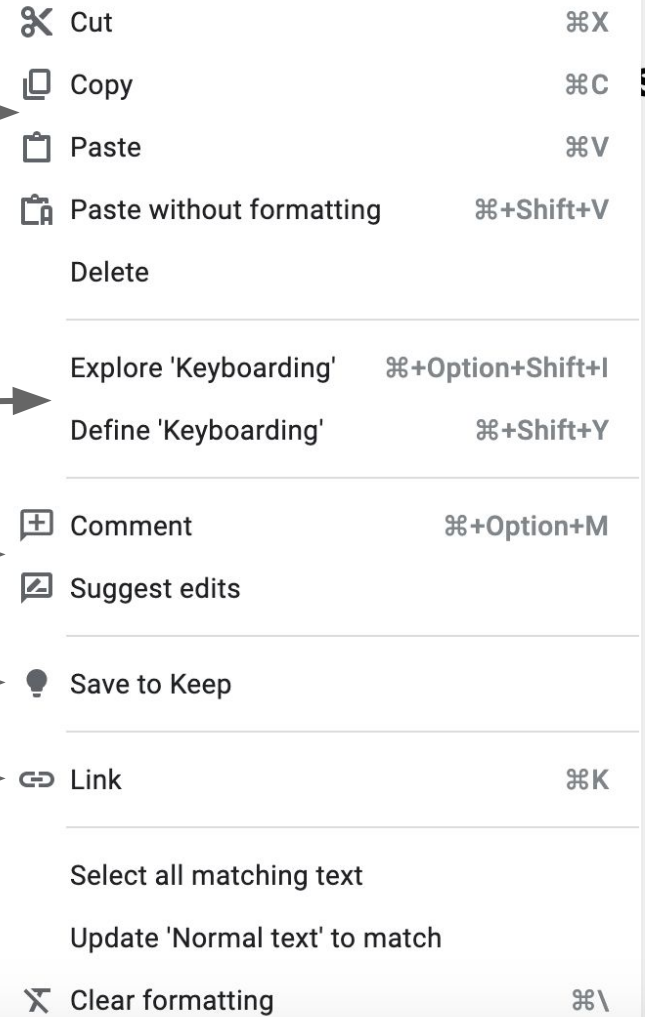 Cut ⌘X
Copy ⌘C
Paste ⌘V
Paste without formatting ⌘+Shift+V
Delete
Explore 'Keyboarding' ⌘+Option+Shift+I
Define 'Keyboarding' ⌘+Shift+Y
Comment ⌘+Option+M
Suggest edits
Save to Keep
Link ⌘K
Select all matching text
Update 'Normal text' to match
Clear formatting ⌘\